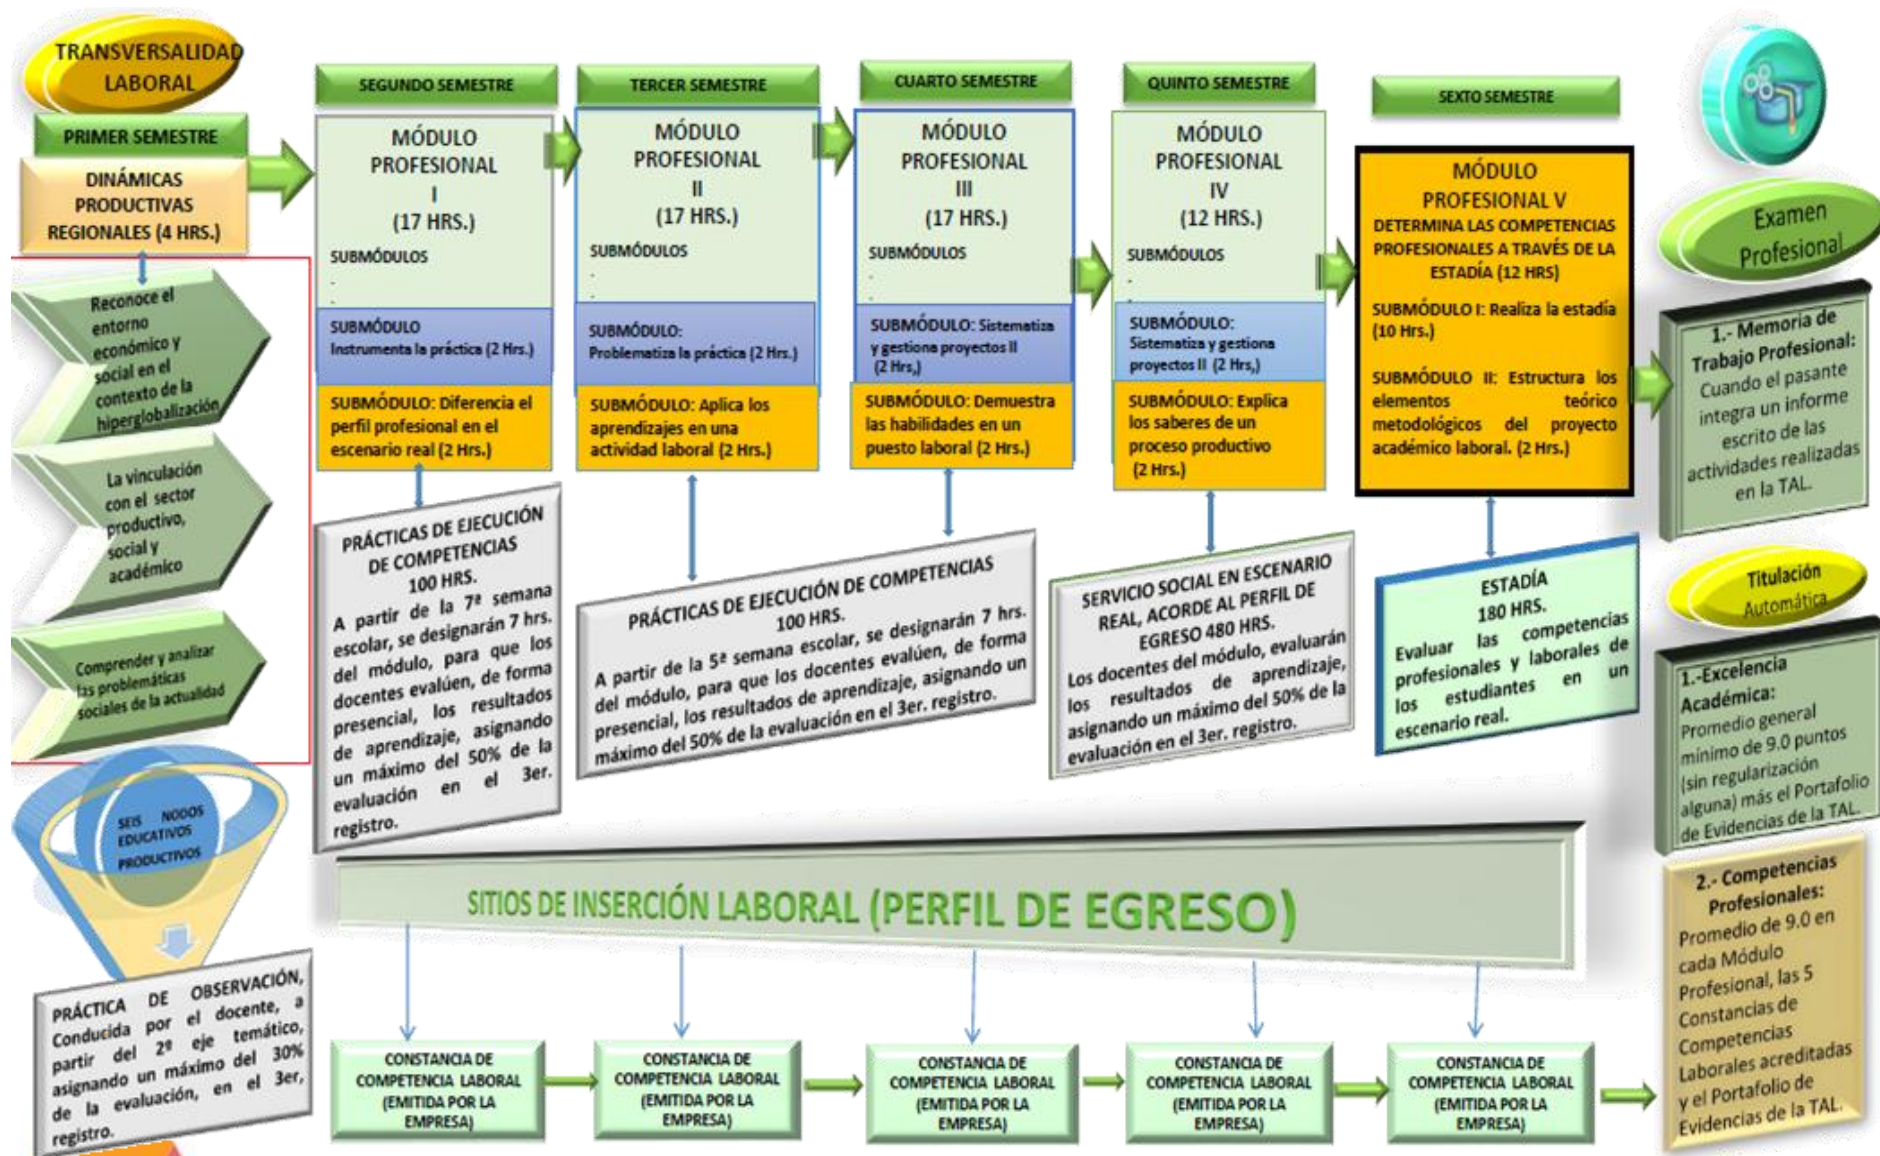 TRANSVERSALIDAD
LABORAL
PRIMER SEMESTRE
DINÁMICAS
PRODUCTIVAS
REGIONALES (4 HRS.)
Reconoce el
entorno
económico y
social en el
contexto de la
hiperglobalización
La vinculación
con el sector
productivo,
social y
académico
Comprender y analizar
las problemáticas
sociales de la actualidad
SEIS NODOS
EDUCATIVOS
PRODUCTIVOS
PRÁCTICA DE OBSERVACIÓN,
Conducida por el docente, a
partir del 2º eje temático,
asignando un máximo del 30%
de la evaluación, en el 3er,
registro.
SEGUNDO SEMESTRE
MÓDULO
PROFESIONAL
I
(17 HRS.)
SUBMÓDULOS
.
.
SUBMÓDULO
Instrumenta la práctica (2 Hrs.)
SUBMÓDULO: Diferencia el
perfil profesional en el
escenario real (2 Hrs.)
PRÁCTICAS DE EJECUCIÓN
DE COMPETENCIAS
100 HRS.
A partir de la 7ª semana
escolar, se designarán 7 hrs.
del módulo, para que los
docentes evalúen, de forma
presencial, los resultados
de aprendizaje, asignando
un máximo del 50% de la
evaluación en el 3er.
registro.
TERCER SEMESTRE
MÓDULO
PROFESIONAL
II
(17 HRS.)
SUBMÓDULOS
.
.
SUBMÓDULO:
Problematiza la práctica (2 Hrs.)
SUBMÓDULO: Aplica los
aprendizajes en una
actividad laboral (2 Hrs.)
CUARTO SEMESTRE
MÓDULO
PROFESIONAL
III
(17 HRS.)
SUBMÓDULOS
.
.
SUBMÓDULO: Sistematiza
y gestiona proyectos II
(2 Hrs,)
SUBMÓDULO: Demuestra
las habilidades en un
puesto laboral (2 Hrs.)
PRÁCTICAS DE EJECUCIÓN DE COMPETENCIAS
100 HRS.
A partir de la 5ª semana escolar, se designarán 7 hrs.
del módulo, para que los docentes evalúen, de forma
presencial, los resultados de aprendizaje, asignando un
máximo del 50% de la evaluación en el 3er. registro.
QUINTO SEMESTRE
MÓDULO
PROFESIONAL
IV
(12 HRS.)
SUBMÓDULOS
.
.
SUBMÓDULO:
Sistematiza y gestiona
proyectos II (2 Hrs,)
SUBMÓDULO: Explica
los saberes de un
proceso productivo
(2 Hrs.)
SERVICIO SOCIAL EN ESCENARIO
REAL, ACORDE AL PERFIL DE
EGRESO 480 HRS.
Los docentes del módulo, evaluarán
los resultados de aprendizaje,
asignando un máximo del 50% de la
evaluación en el 3er. registro.
SEXTO SEMESTRE
MÓDULO
PROFESIONAL V
DETERMINA LAS COMPETENCIAS
PROFESIONALES A TRAVÉS DE LA
ESTADÍA (12 HRS)
SUBMÓDULO I: Realiza la estadía
(10 Hrs.)
SUBMÓDULO II: Estructura los
elementos teórico
metodológicos del proyecto
académico laboral. (2 Hrs.)
ESTADÍA
180 HRS.
Evaluar las competencias
profesionales y laborales de
los estudiantes en un
escenario real.
Examen
Profesional
1.- Memoria de
Trabajo Profesional:
Cuando el pasante
integra un informe
escrito de las
actividades realizadas
en la TAL.
Titulación
Automática
1.-Excelencia
Académica:
Promedio general
mínimo de 9.0 puntos
(sin regularización
alguna) más el Portafolio
de Evidencias de la TAL.
2.- Competencias
Profesionales:
Promedio de 9.0 en
cada Módulo
Profesional, las 5
Constancias de
Competencias
Laborales acreditadas
y el Portafolio de
Evidencias de la TAL.
SITIOS DE INSERCIÓN LABORAL (PERFIL DE EGRESO)
CONSTANCIA DE
COMPETENCIA LABORAL
(EMITIDA POR LA
EMPRESA)
CONSTANCIA DE
COMPETENCIA LABORAL
(EMITIDA POR LA
EMPRESA)
CONSTANCIA DE
COMPETENCIA LABORAL
(EMITIDA POR LA
EMPRESA)
CONSTANCIA DE
COMPETENCIA LABORAL
(EMITIDA POR LA
EMPRESA)
CONSTANCIA DE
COMPETENCIA LABORAL
(EMITIDA POR LA
EMPRESA)